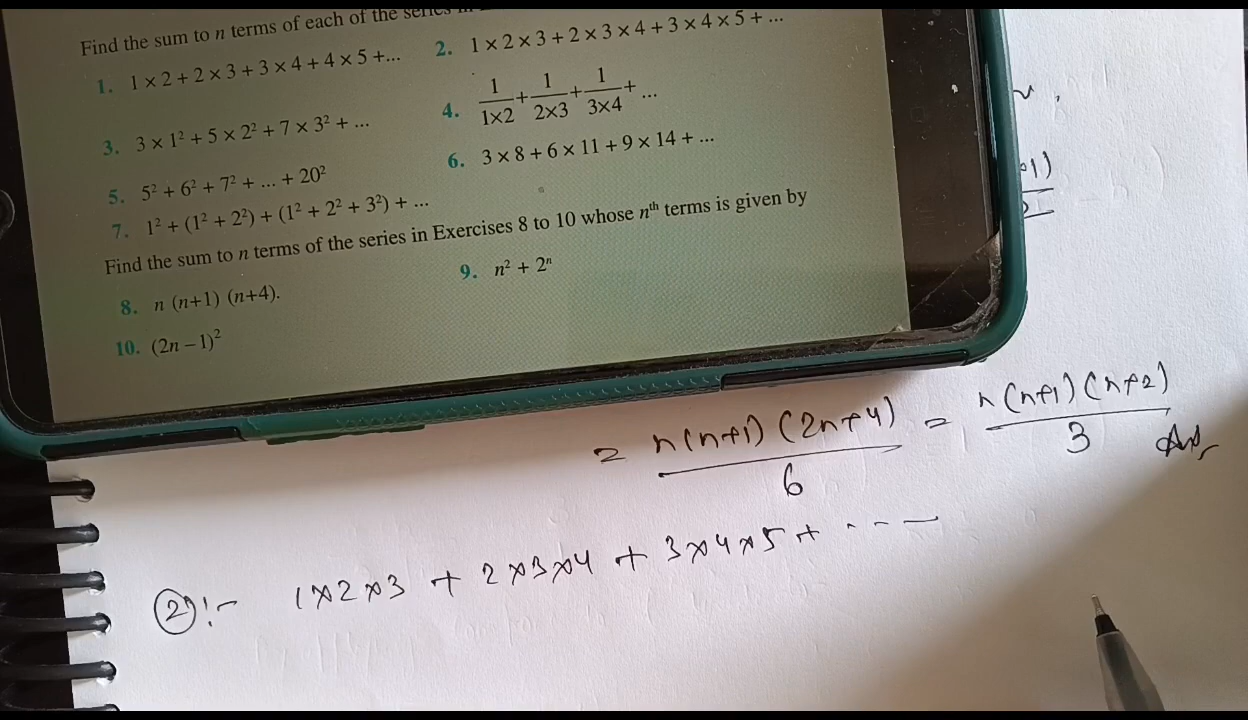 Find the sum to n terms of each of the series in
1. 1 × 2 + 2 × 3 + 3 × 4 + 4 × 5 +...
2. 1 × 2 × 3 + 2 × 3 × 4 + 3 × 4 × 5 + ...
3. 3 × 1² + 5 × 2² + 7 × 3² + ...
4. 1/1×2 + 1/2×3 + 1/3×4 + ...
5. 5² + 6² + 7² + ... + 20²
6. 3 × 8 + 6 × 11 + 9 × 14 + ...
7. 1² + (1² + 2²) + (1² + 2² + 3²) + ...
Find the sum to n terms of the series in Exercises 8 to 10 whose nᵗʰ terms is given by
8. n (n+1) (n+4).
9. n² + 2ⁿ
10. (2n – 1)²
= n(n+1)(2n+4)/6 = n(n+1)(n+2)/3 Ans
(2):- 1×2×3 + 2×3×4 + 3×4×5 + ---